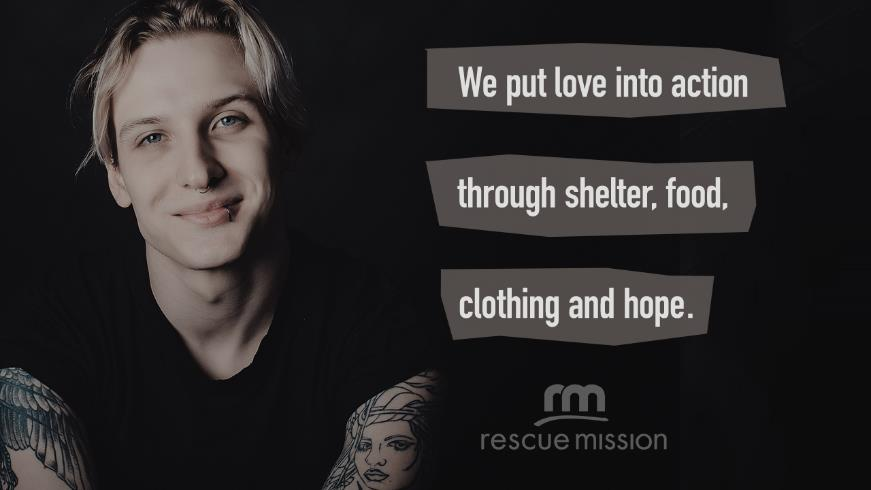 We put love into action
through shelter, food,
clothing and hope.
rm
rescue mission